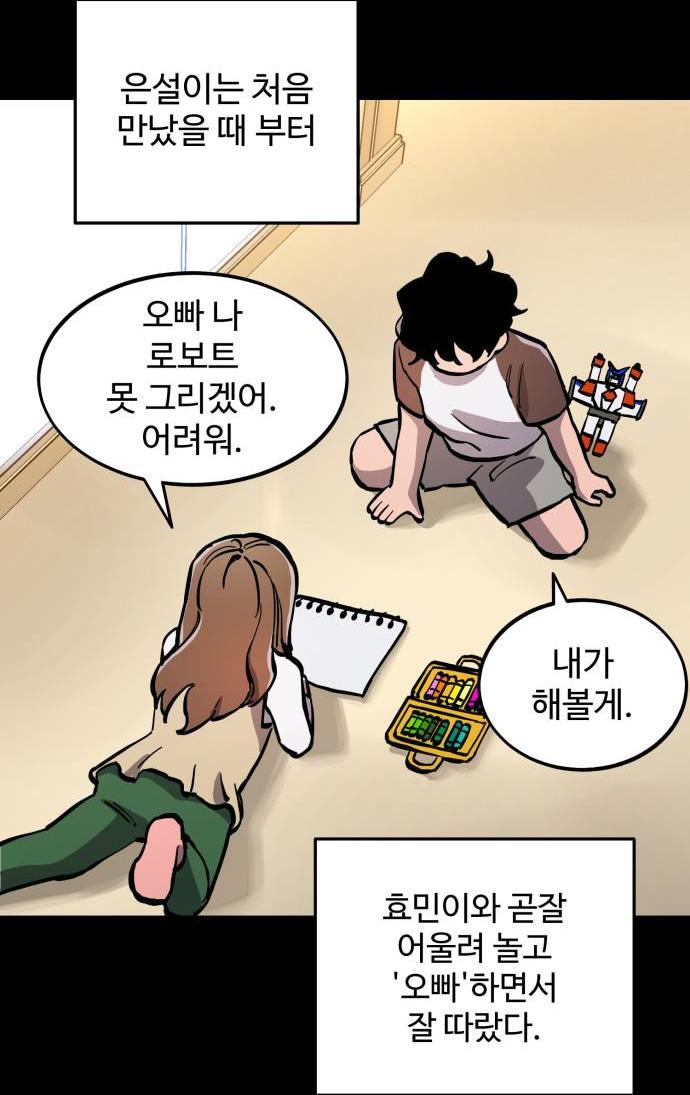 은설이는 처음
만났을 때 부터
오빠 나
로보트
못 그리겠어.
어려워.
내가
해볼게.
효민이와 곧잘
어울려 놀고
'오빠'하면서
잘 따랐다.